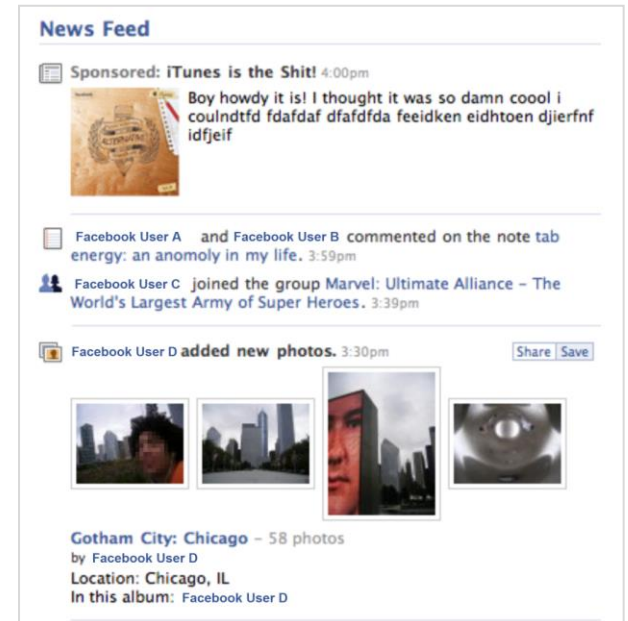 News Feed
Sponsored: iTunes is the Shit! 4:00pm
Boy howdy it is! I thought it was so damn coool i
coulndtfd fdafdaf dfafdfda feeidken eidhtoen djierfnf
idfjeif
Facebook User A and Facebook User B commented on the note tab
energy: an anomoly in my life. 3:59pm
Facebook User C joined the group Marvel: Ultimate Alliance – The
World's Largest Army of Super Heroes. 3:39pm
Facebook User D added new photos. 3:30pm
Share Save
Gotham City: Chicago – 58 photos
by Facebook User D
Location: Chicago, IL
In this album: Facebook User D